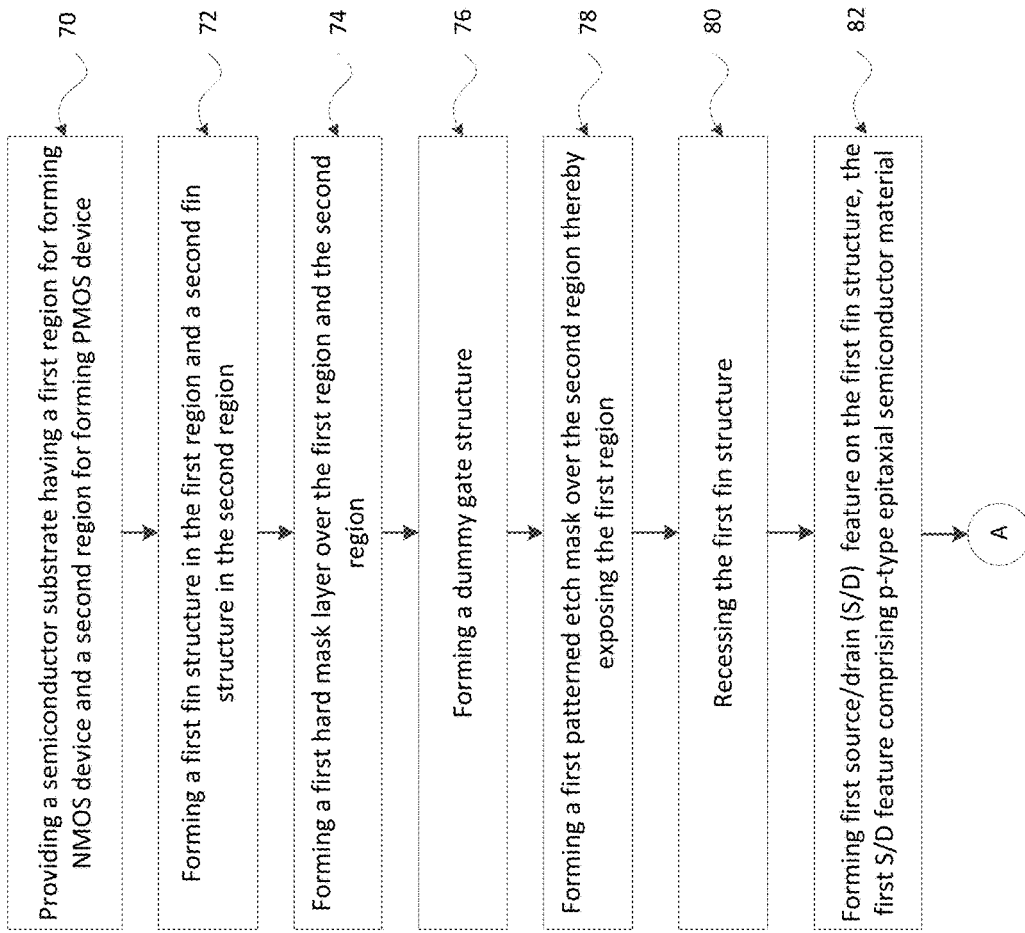 Providing a semiconductor substrate having a first region for forming
NMOS device and a second region for forming PMOS device
70
Forming a first fin structure in the first region and a second fin
structure in the second region
72
Forming a first hard mask layer over the first region and the second
region
74
Forming a dummy gate structure
76
Forming a first patterned etch mask over the second region thereby
exposing the first region
78
Recessing the first fin structure
80
Forming first source/drain (S/D) feature on the first fin structure, the
first S/D feature comprising p-type epitaxial semiconductor material
82
A